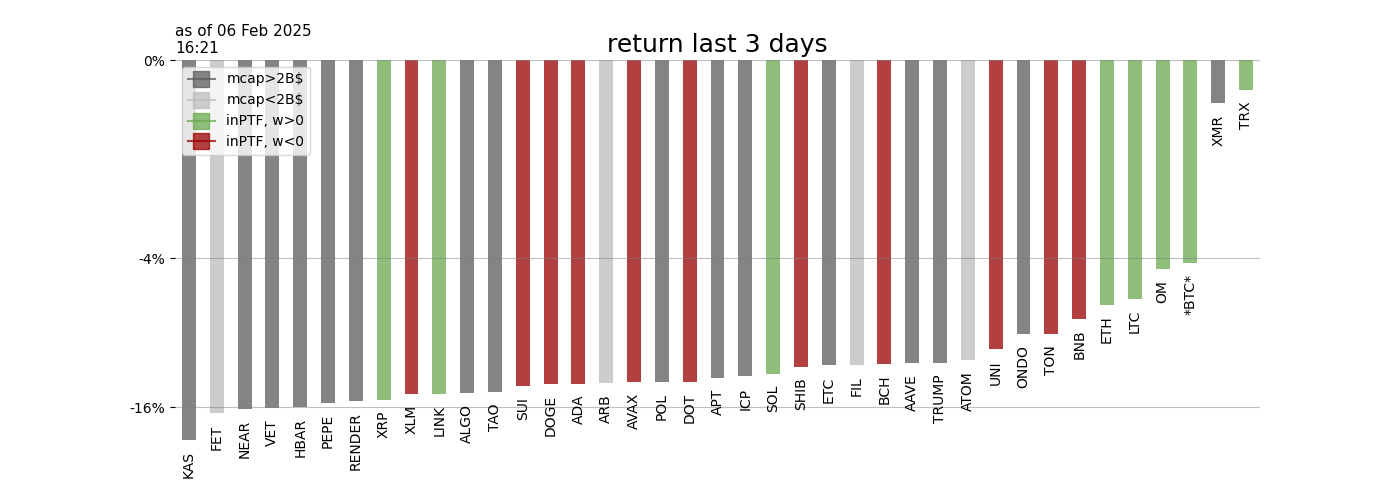 as of 06 Feb 2025
16:21
return last 3 days
0%
-4%
-16%
mcap>2B$
mcap<2B$
inPTF, w>0
inPTF, w<0
KAS
FET
NEAR
VET
HBAR
PEPE
RENDER
XRP
XLM
LINK
ALGO
TAO
SUI
DOGE
ADA
ARB
AVAX
POL
DOT
APT
ICP
SOL
SHIB
ETC
FIL
BCH
AAVE
TRUMP
ATOM
UNI
ONDO
TON
BNB
ETH
LTC
OM
*BTC*
XMR
TRX